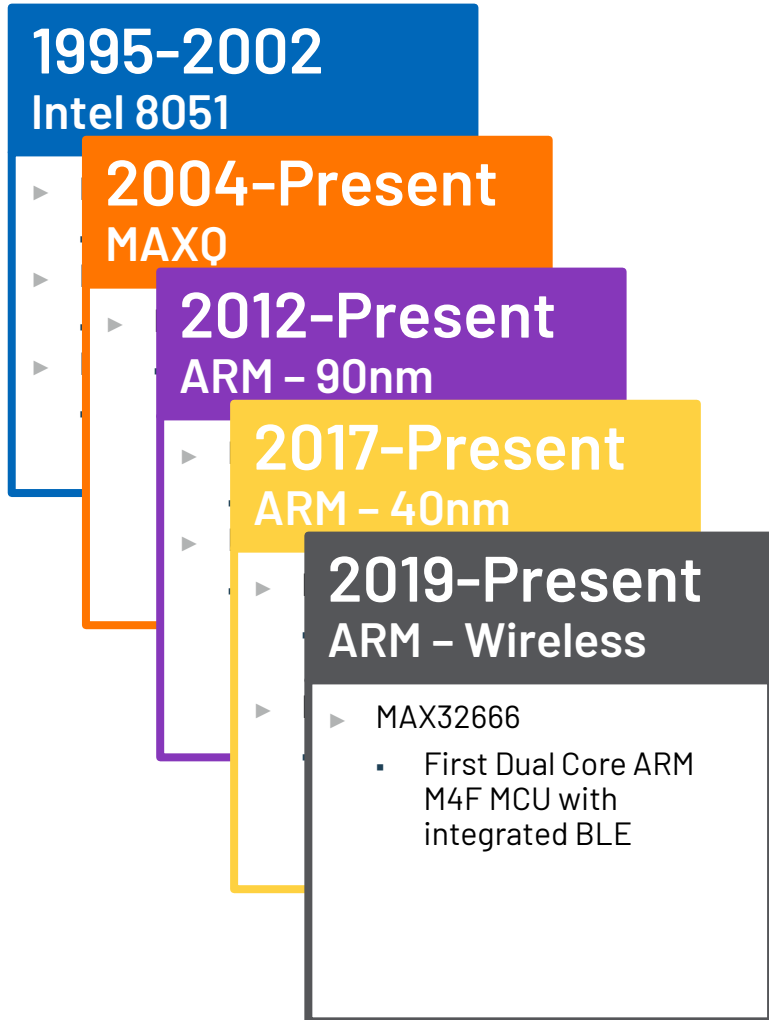 1995-2002
Intel 8051
2004-Present
MAXQ
2012-Present
ARM – 90nm
2017-Present
ARM – 40nm
2019-Present
ARM – Wireless
MAX32666
First Dual Core ARM
M4F MCU with
integrated BLE